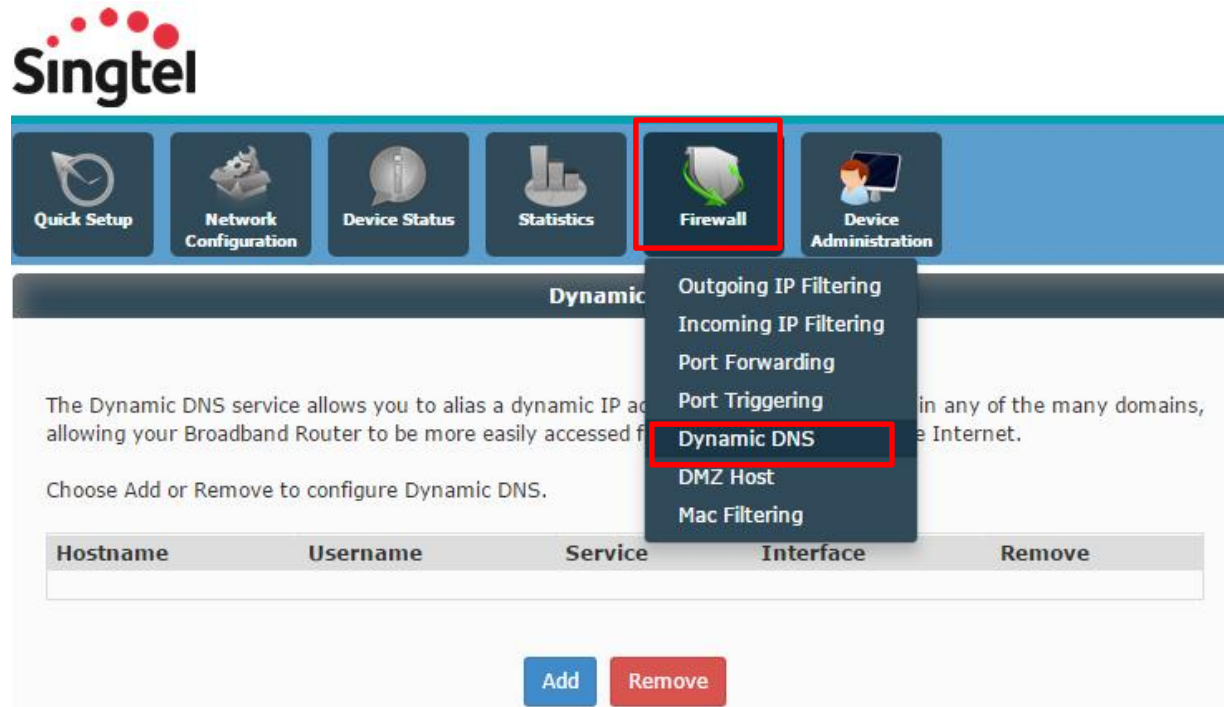 Singtel
Quick Setup
Network
Configuration
Device Status
Statistics
Firewall
Device
Administration
Dynamic
Outgoing IP Filtering
Incoming IP Filtering
Port Forwarding
Port Triggering
Dynamic DNS
DMZ Host
Mac Filtering
The Dynamic DNS service allows you to alias a dynamic IP in any of the many domains,
allowing your Broadband Router to be more easily accessed Internet.
Choose Add or Remove to configure Dynamic DNS.
Hostname Username Service Interface Remove
Add Remove